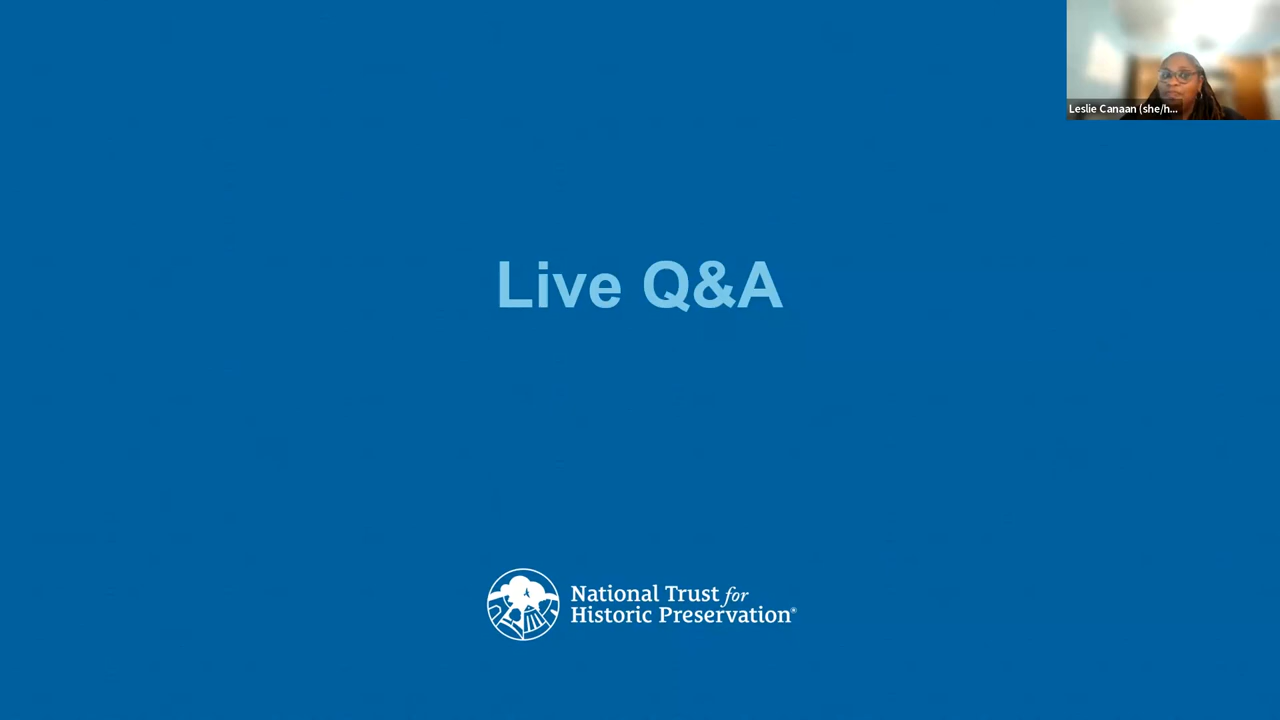 Leslie Canaan (she/h...
Live Q&A
National Trust for
Historic Preservation®